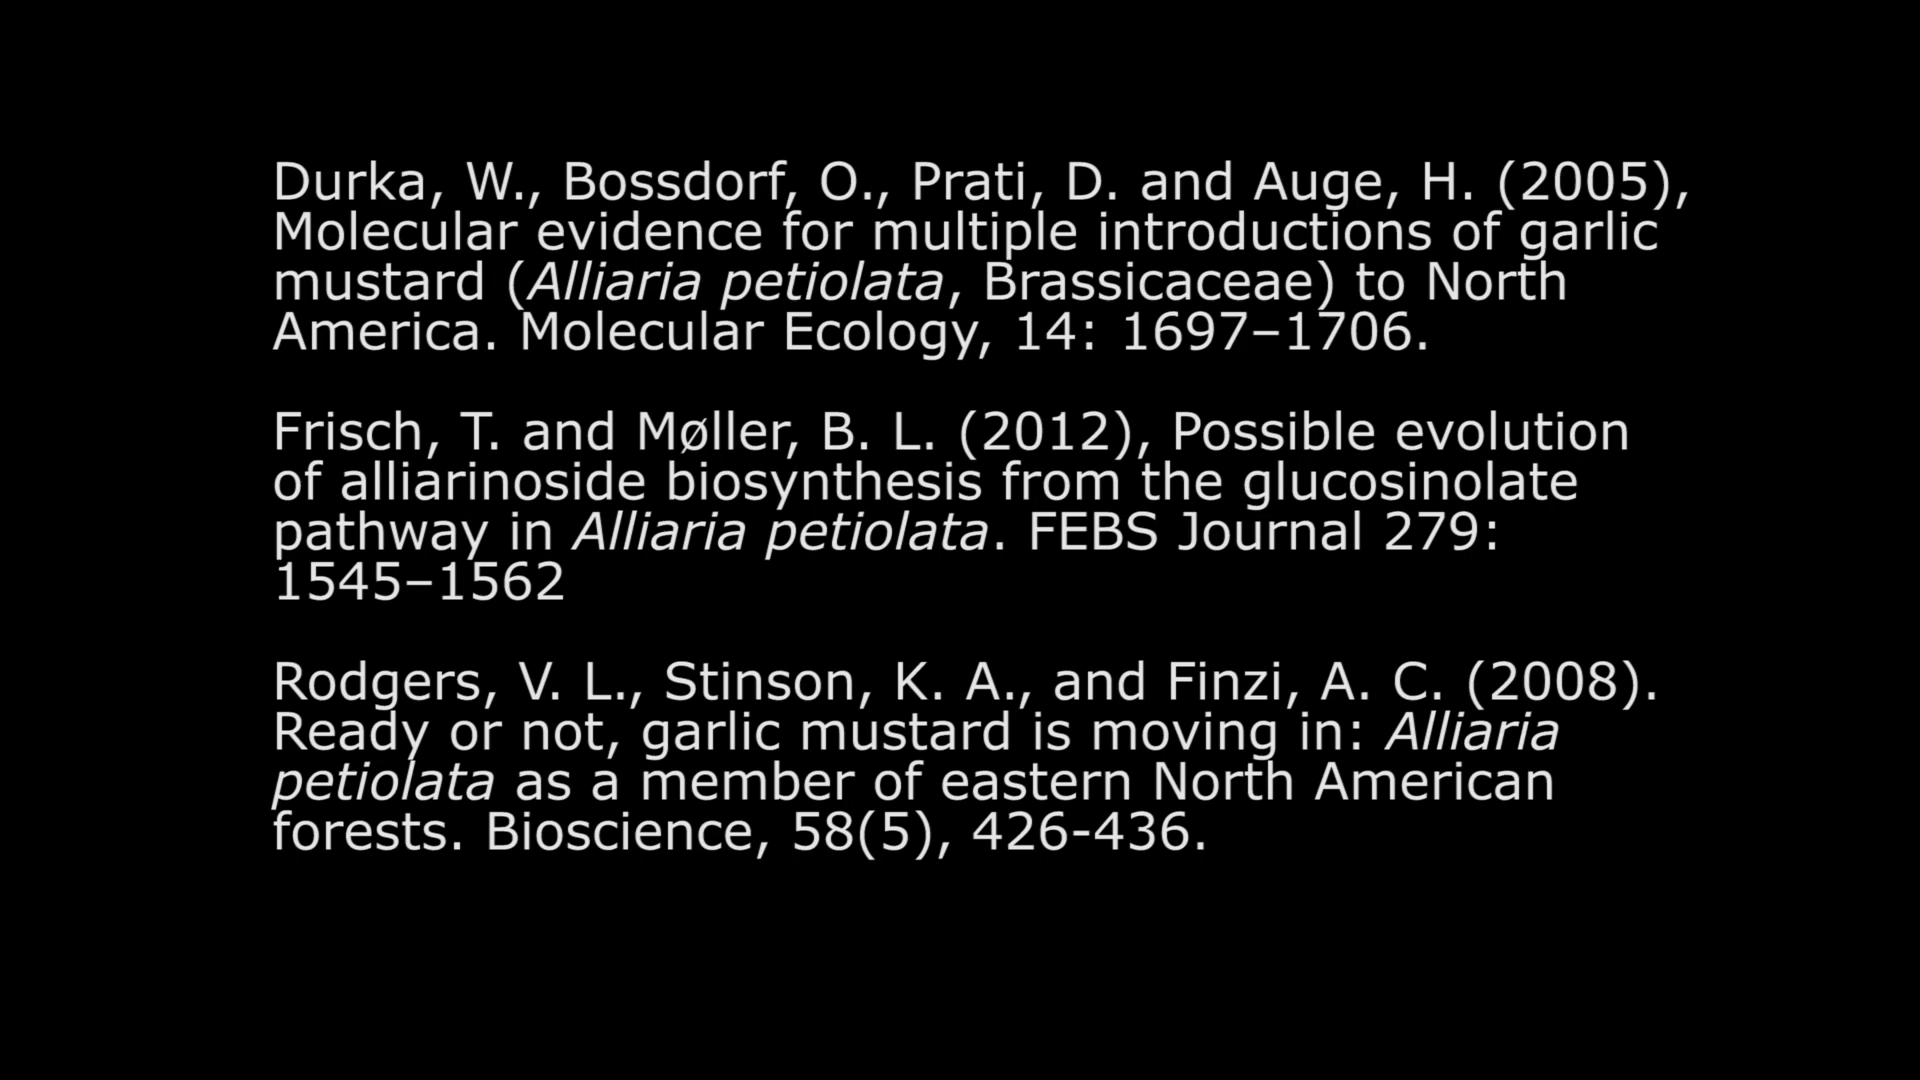 Durka, W., Bossdorf, O., Prati, D. and Auge, H. (2005),
Molecular evidence for multiple introductions of garlic
mustard (Alliaria petiolata, Brassicaceae) to North
America. Molecular Ecology, 14: 1697–1706.
Frisch, T. and Møller, B. L. (2012), Possible evolution
of alliarinoside biosynthesis from the glucosinolate
pathway in Alliaria petiolata. FEBS Journal 279:
1545–1562
Rodgers, V. L., Stinson, K. A., and Finzi, A. C. (2008).
Ready or not, garlic mustard is moving in: Alliaria
petiolata as a member of eastern North American
forests. Bioscience, 58(5), 426-436.